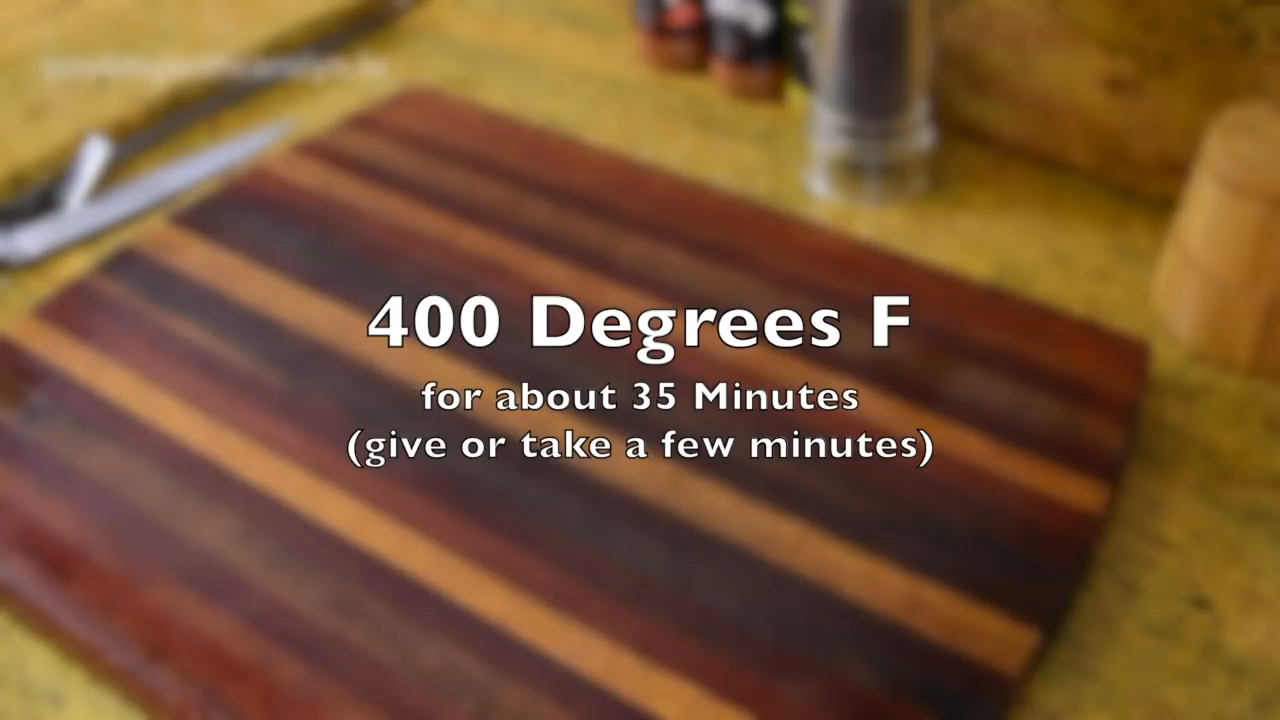 400 Degrees F
for about 35 Minutes
(give or take a few minutes)